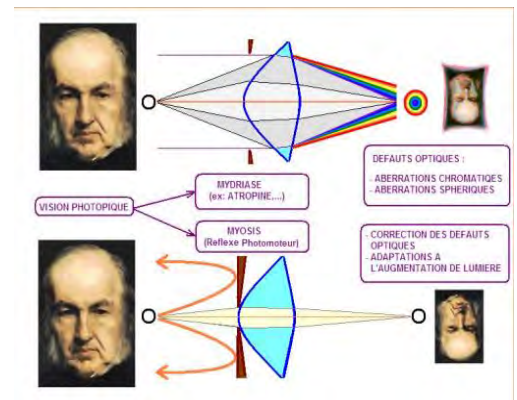 O
DEFAUTS OPTIQUES :
- ABERRATIONS CHROMATIQES
- ABERRATIONS SPHERIQUES
MYDRIASE
(ex: ATROPINE,...)
VISION PHOTOPIQUE
MYOSIS
(Reflexe Photomoteur)
- CORRECTION DES DEFAUTS
OPTIQUES
- ADAPTATIONS A
L'AUGMENTATION DE LUMIERE
O
O